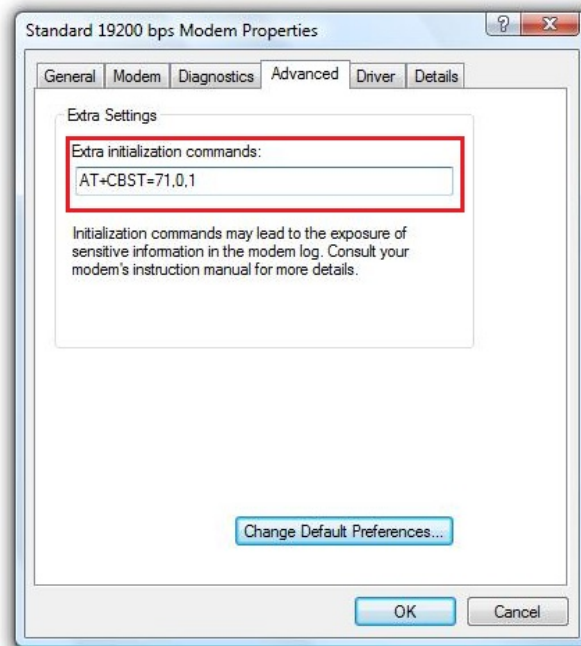 Standard 19200 bps Modem Properties
?
General Modem Diagnostics Advanced Driver Details
Extra Settings
Extra initialization commands:
AT+CBST=71,0,1
Initialization commands may lead to the exposure of
sensitive information in the modem log. Consult your
modem's instruction manual for more details.
Change Default Preferences...
OK Cancel